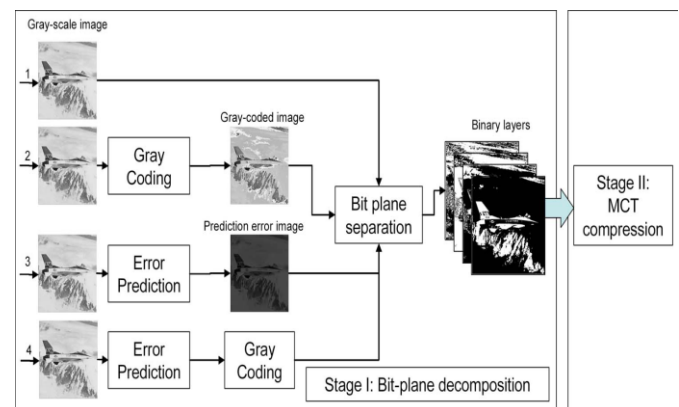 Gray-scale image
1
2
Gray
Coding
Gray-coded image
Binary layers
Bit plane
separation
Stage II:
MCT
compression
3
Error
Prediction
Prediction error image
4
Error
Prediction
Gray
Coding
Stage I: Bit-plane decomposition